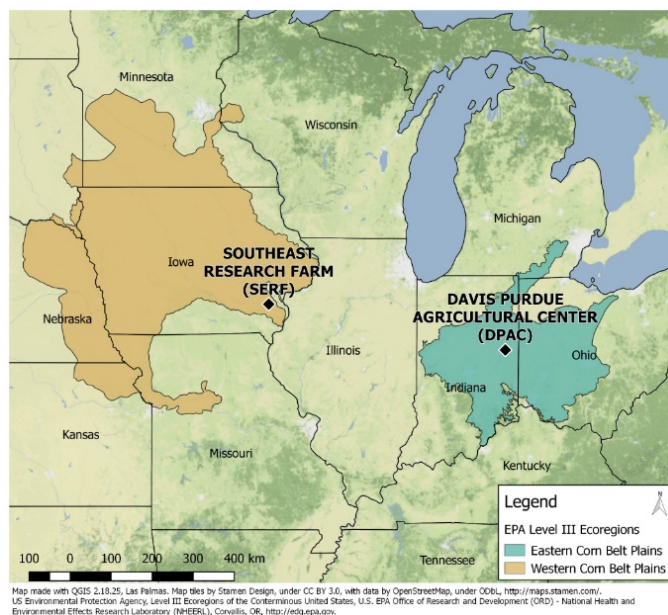 Minnesota
Wisconsin
Michigan
Iowa
SOUTHEAST
RESEARCH FARM
(SERF)
DAVIS PURDUE
AGRICULTURAL CENTER
(DPAC)
Nebraska
Illinois
Ohio
Indiana
Kansas
Missouri
Kentucky
Tennessee
Legend
N
EPA Level III Ecoregions
Eastern Corn Belt Plains
Western Corn Belt Plains
100 0 100 200 300 400 km
Map made with QGIS 2.18.25, Las Palmas. Map tiles by Stamen Design, under CC BY 3.0, with data by OpenStreetMap, under ODbL, http://maps.stamen.com/.
US Environmental Protection Agency, Level III Ecoregions of the Conterminous United States, U.S. EPA Office of Research and Development (ORD) - National Health and
Environmental Effects Research Laboratory (NHEERL), Corvallis, OR, http://edg.epa.gov.